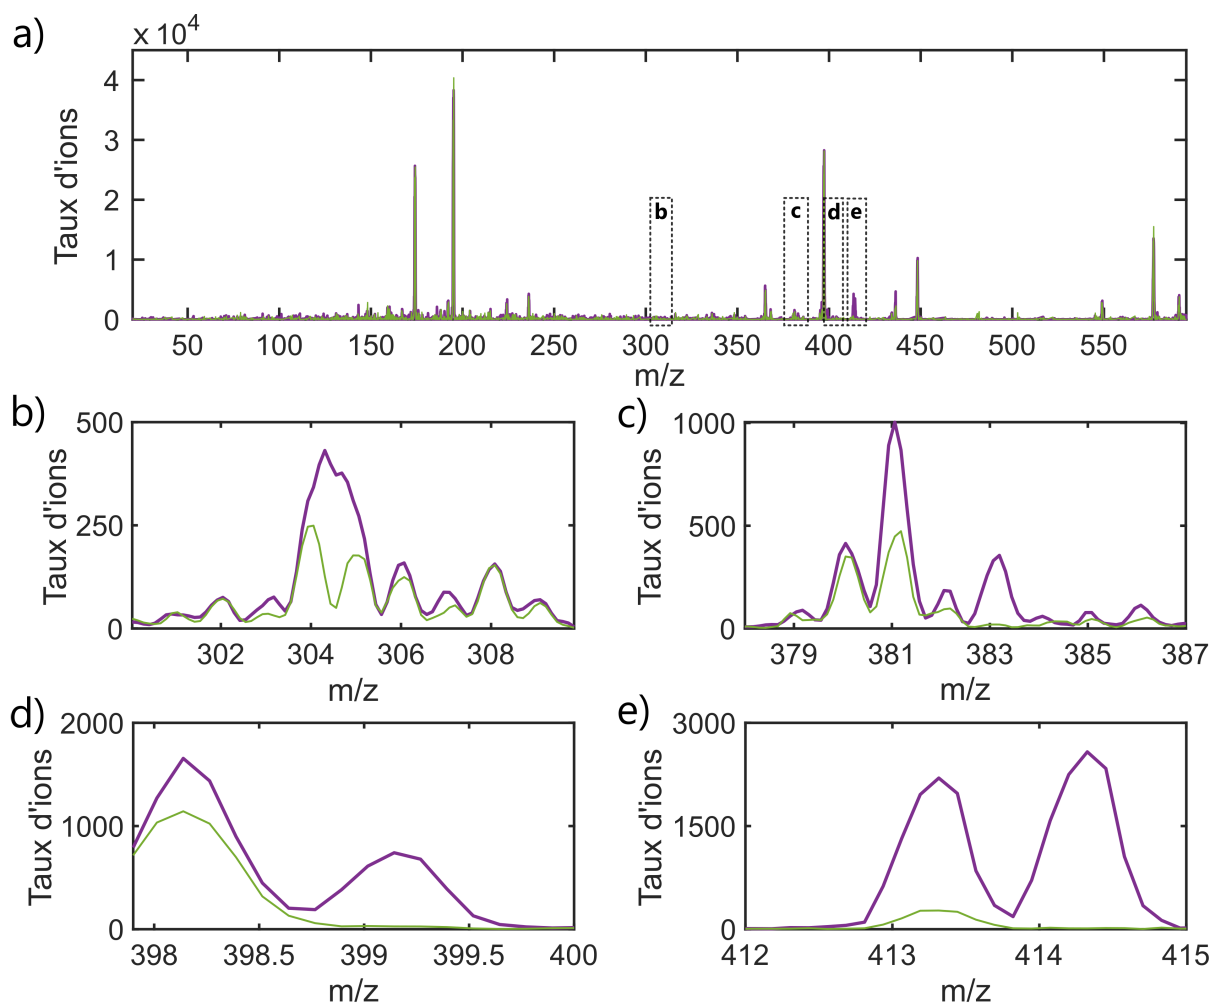 a)
x 10⁴
Taux d'ions
4
3
2
1
0
b c d e
50 100 150 200 250 300 350 400 450 500 550
m/z
b)
Taux d'ions
500
250
0
302 304 306 308
m/z
c)
Taux d'ions
1000
500
0
379 381 383 385 387
m/z
d)
Taux d'ions
2000
1000
0
398 398.5 399 399.5 400
m/z
e)
Taux d'ions
3000
1500
0
412 413 414 415
m/z